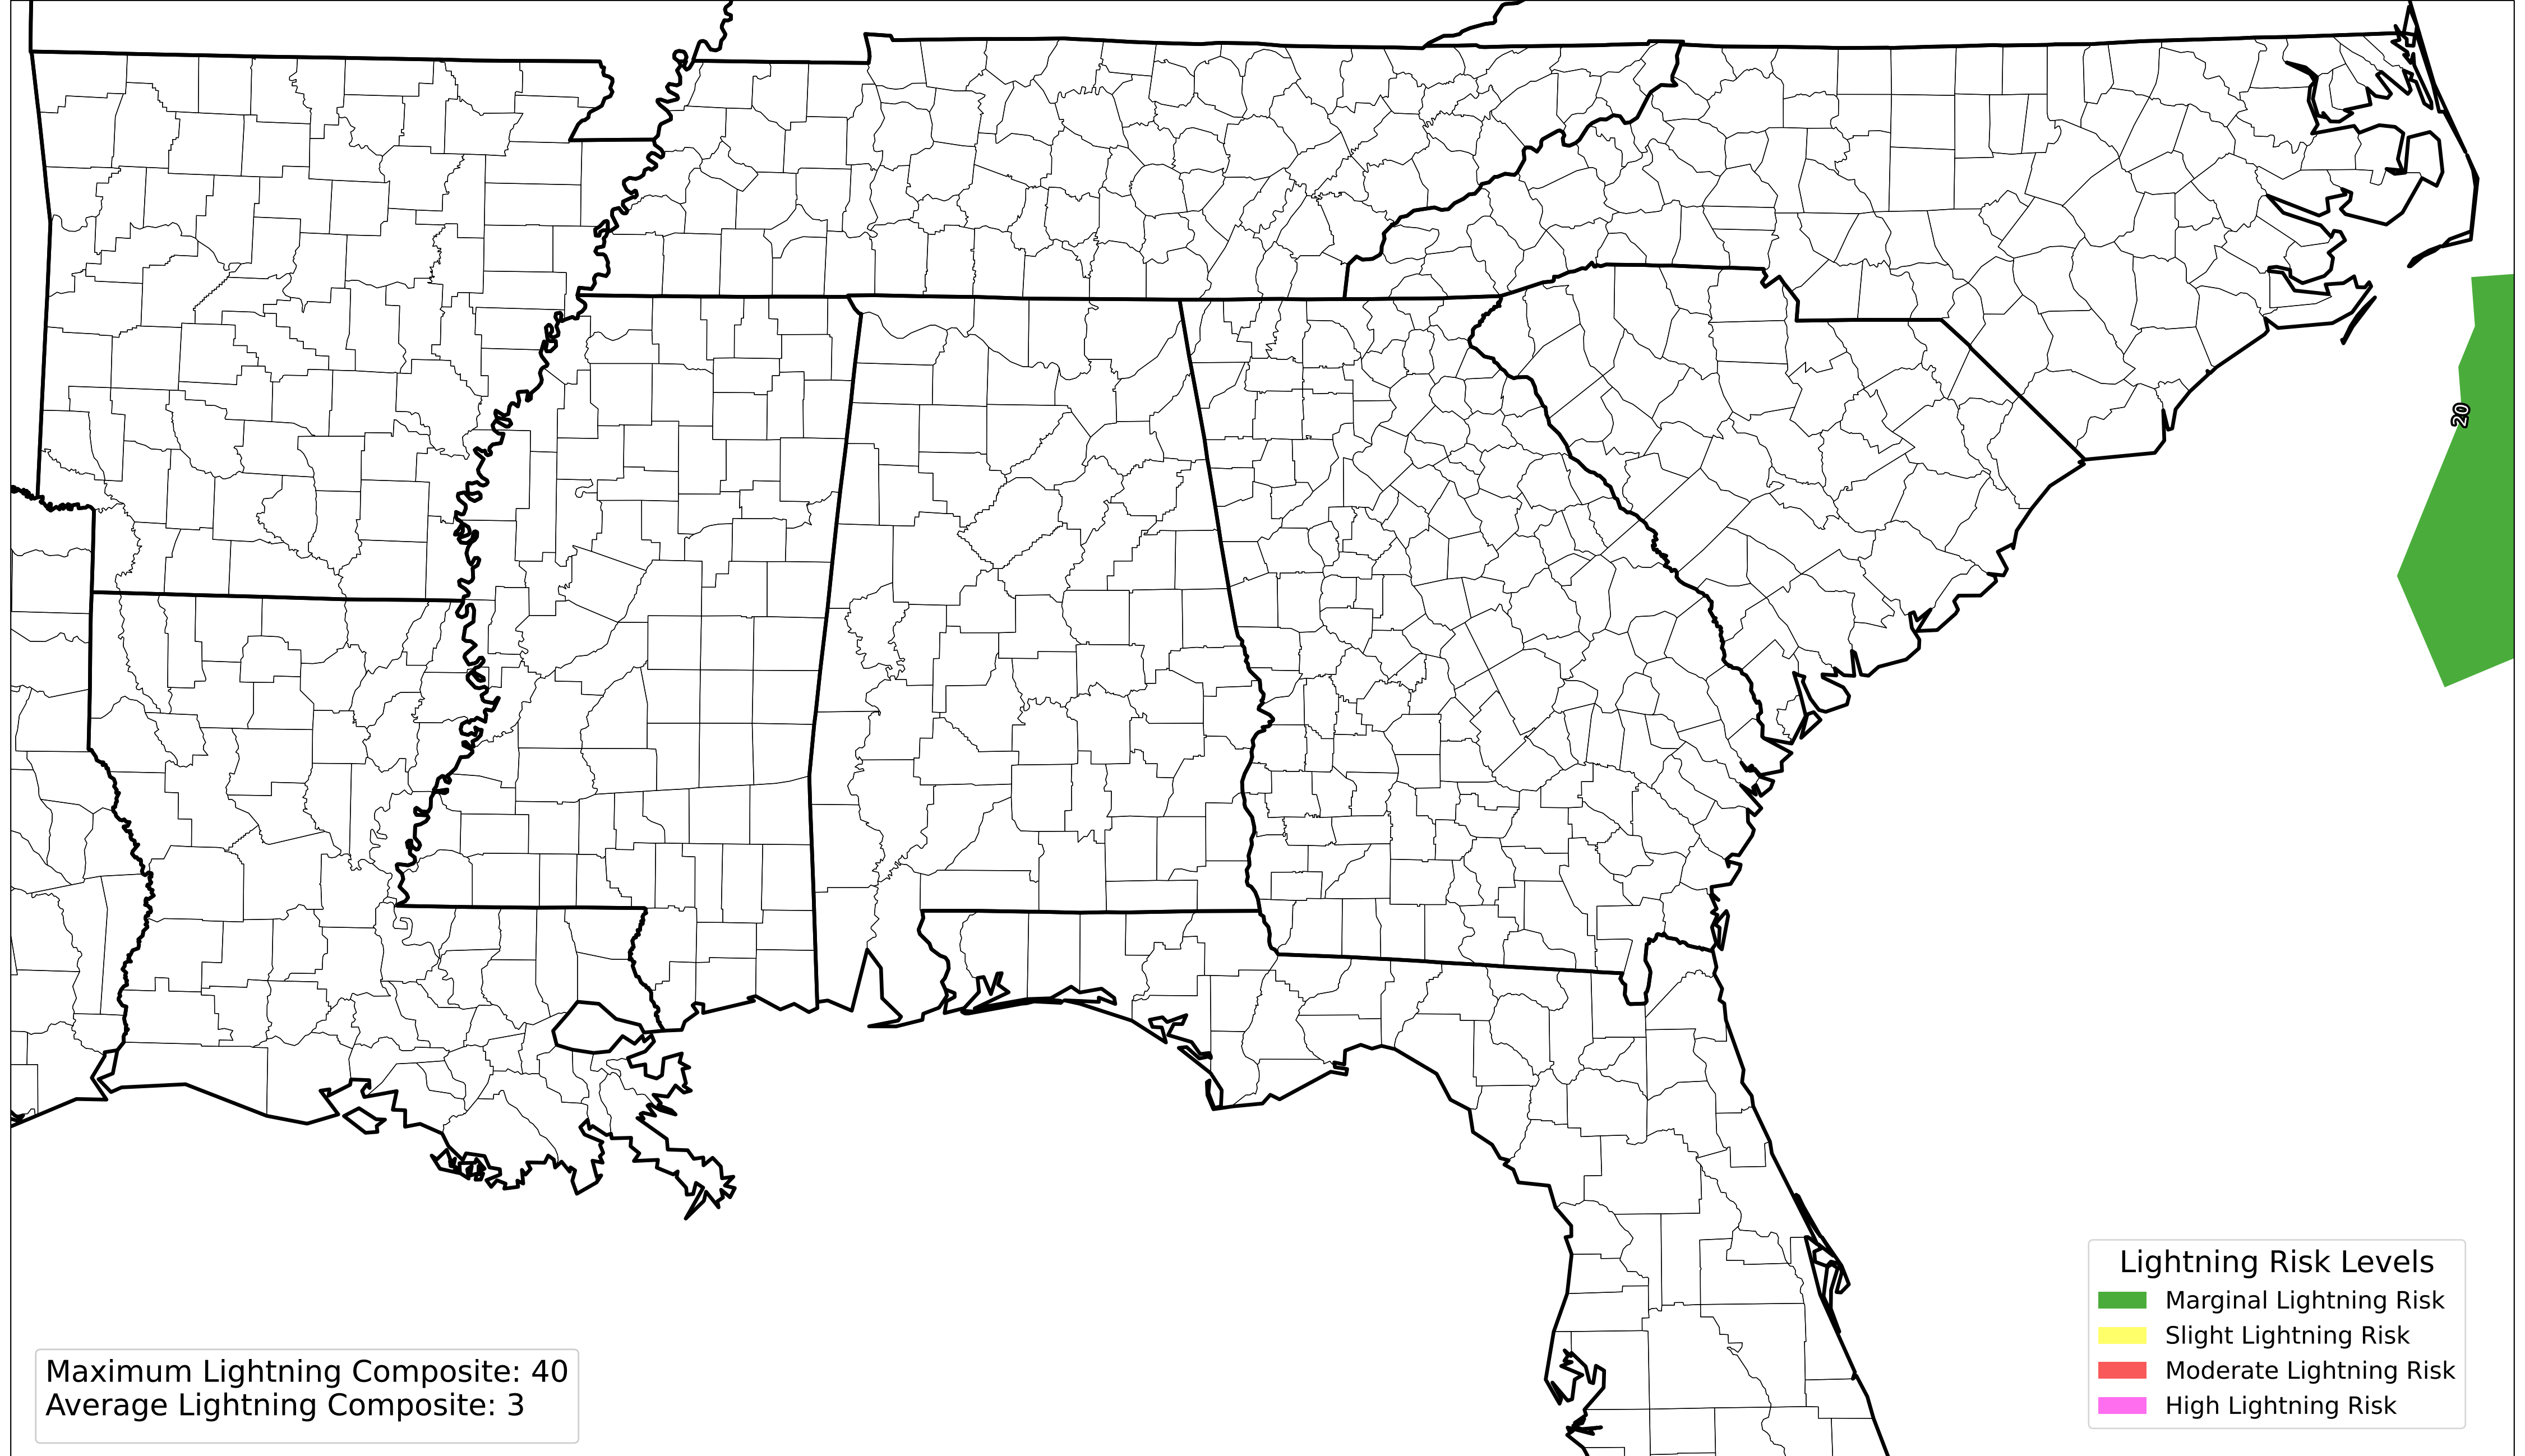 20
Lightning Risk Levels
Marginal Lightning Risk
Slight Lightning Risk
Moderate Lightning Risk
High Lightning Risk
Maximum Lightning Composite: 40
Average Lightning Composite: 3